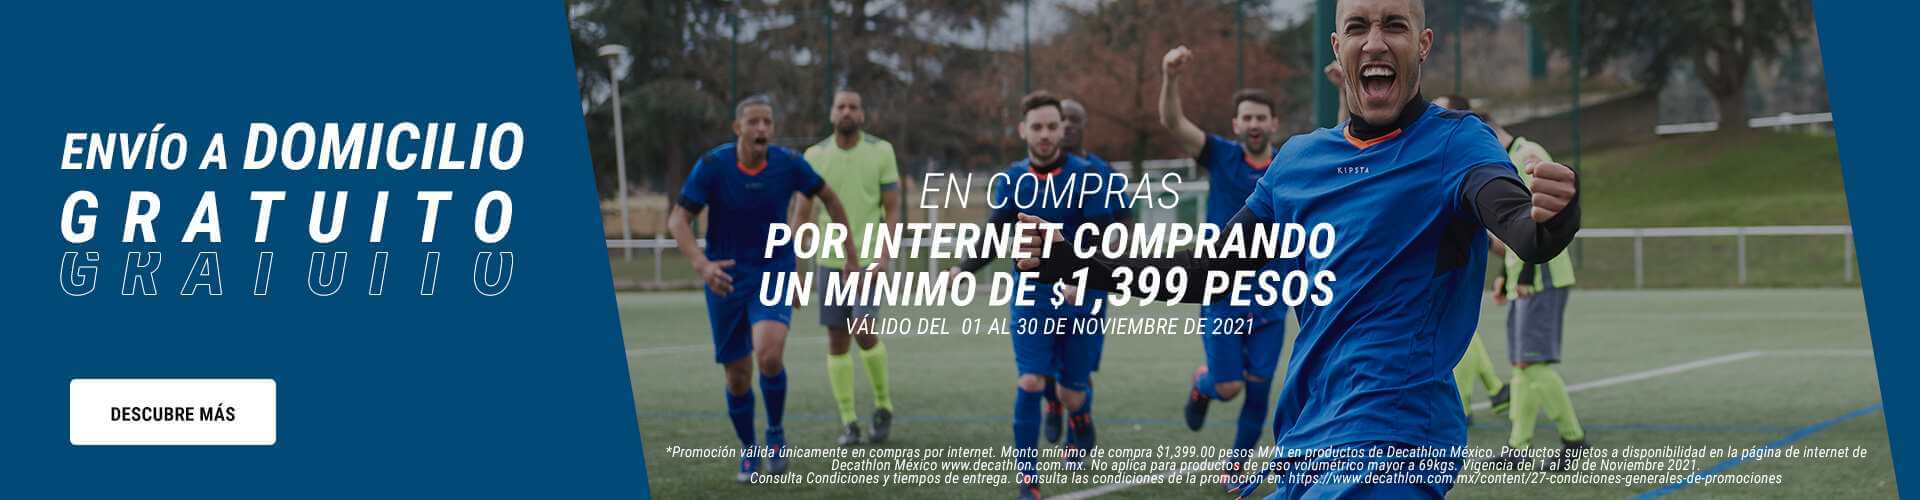 ENVÍO A DOMICILIO
GRATUITO
GRATUITO
DESCUBRE MÁS
EN COMPRAS
POR INTERNET COMPRANDO
UN MÍNIMO DE $1,399 PESOS
VÁLIDO DEL 01 AL 30 DE NOVIEMBRE DE 2021
KIPSTA
KIPSTA
*Promoción válida únicamente en compras por internet. Monto mínimo de compra $1,399.00 pesos M/N en productos de Decathlon México. Productos sujetos a disponibilidad en la página de internet de
Decathlon México www.decathlon.com.mx. No aplica para productos de peso volumétrico mayor a 69kgs. Vigencia del 1 al 30 de Noviembre 2021.
Consulta Condiciones y tiempos de entrega. Consulta las condiciones de la promoción en: https://www.decathlon.com.mx/content/27-condiciones-generales-de-promociones